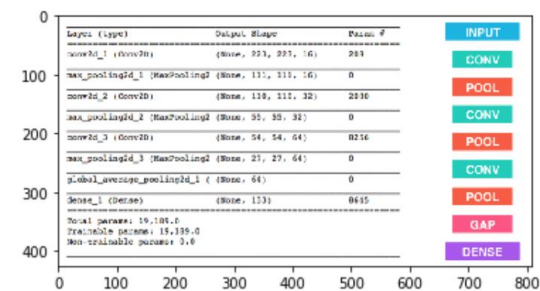 0
100
200
300
400
Layer (type) Output Shape Param #
conv2d_1 (Conv2D) (None, 223, 223, 16) 208
max_pooling2d_1 (MaxPooling2 (None, 111, 111, 16) 0
conv2d_2 (Conv2D) (None, 110, 110, 32) 2080
max_pooling2d_2 (MaxPooling2 (None, 55, 55, 32) 0
conv2d_3 (Conv2D) (None, 54, 54, 64) 8256
max_pooling2d_3 (MaxPooling2 (None, 27, 27, 64) 0
global_average_pooling2d_1 ( (None, 64) 0
dense_1 (Dense) (None, 133) 8645
Total params: 19,189.0
Trainable params: 19,189.0
Non-trainable params: 0.0
INPUT
CONV
POOL
CONV
POOL
CONV
POOL
GAP
DENSE
0 100 200 300 400 500 600 700 800